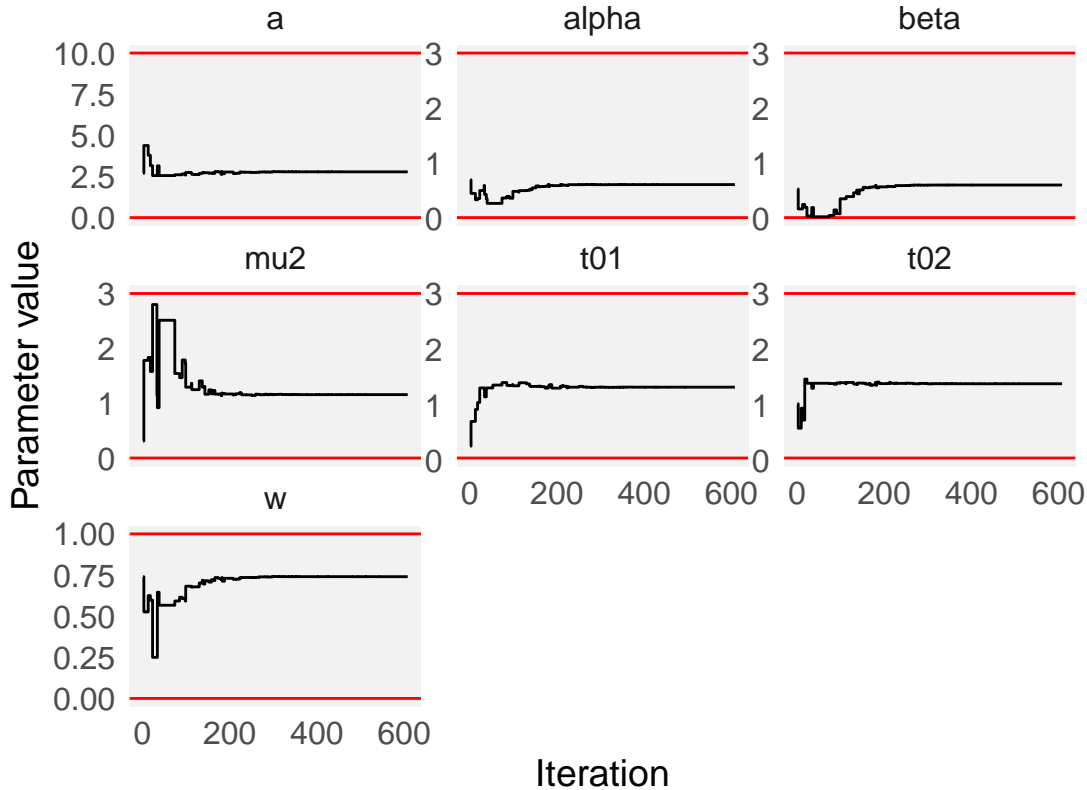 a alpha beta
10.0 3 3
7.5 2 2
5.0 1 1
2.5 0 0
0.0
mu2 t01 t02
3 3 3
2 2 2
1 1 1
0 0 0
0 200 400 600 0 200 400 600
w
1.00
0.75
0.50
0.25
0.00
0 200 400 600
Parameter value
Iteration